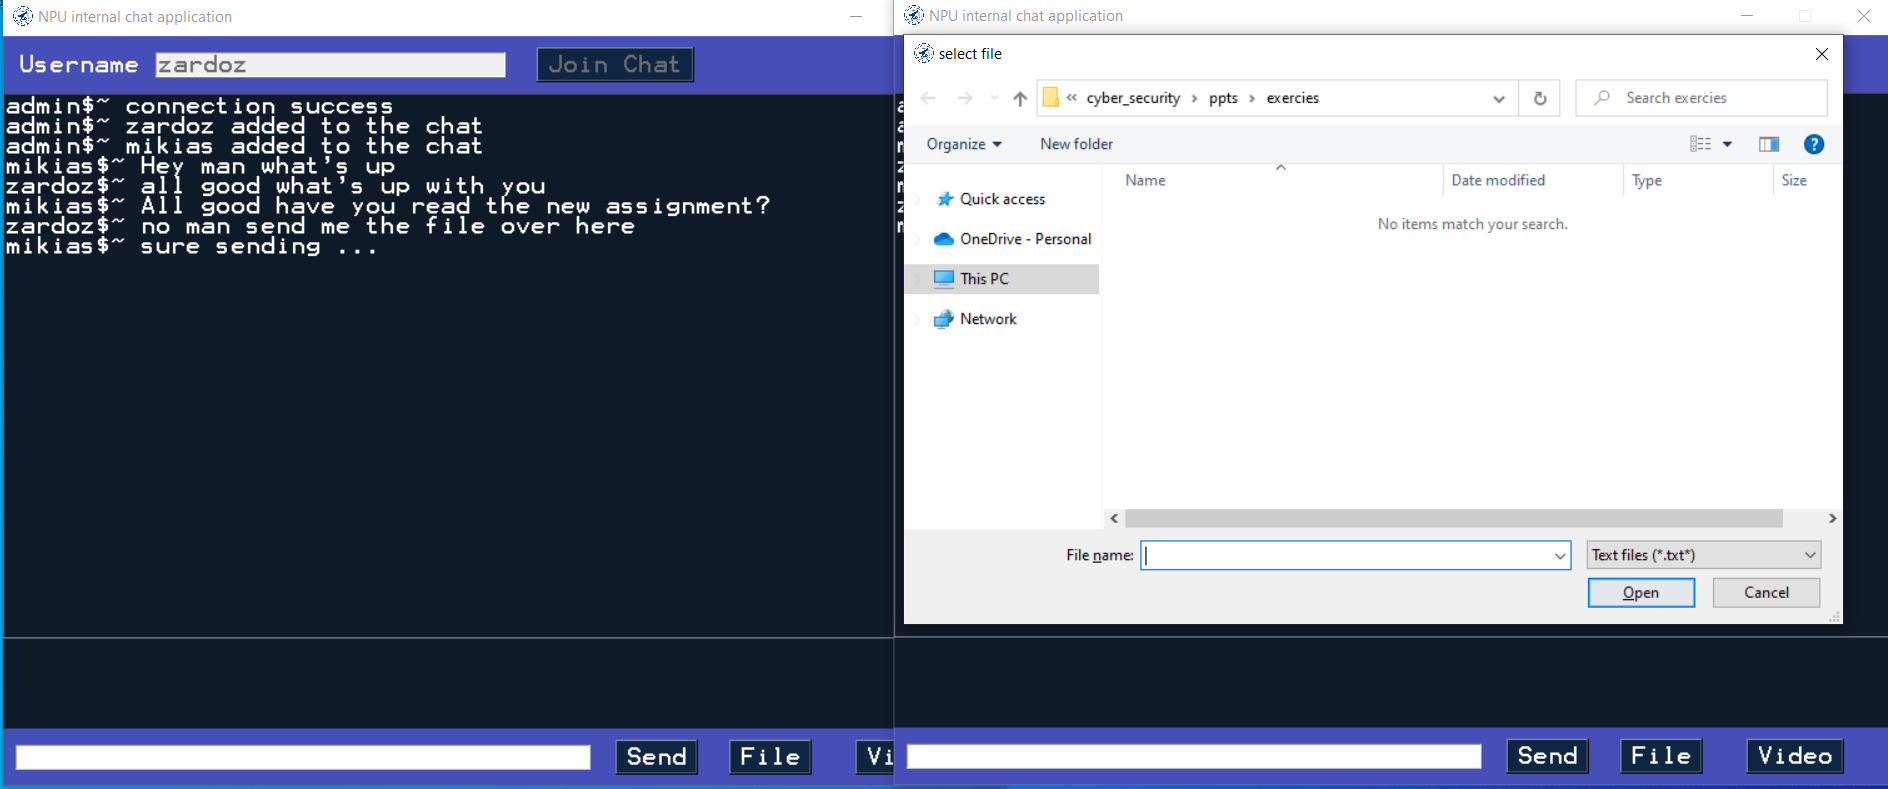 NPU internal chat application
Username zardoz Join Chat
admin$~ connection success
admin$~ zardoz added to the chat
admin$~ mikias added to the chat
mikias$~ Hey man what's up
zardoz$~ all good what's up with you
mikias$~ All good have you read the new assignment?
zardoz$~ no man send me the file over here
mikias$~ sure sending ...
Send File Vi
NPU internal chat application
select file
« cyber_security › ppts › exercies
Search exercies
Organize New folder
Name Date modified Type Size
Quick access
OneDrive - Personal
This PC
Network
No items match your search.
File name: Text files (*.txt*)
Open Cancel
a
a
m
z
m
z
m
Send File Video